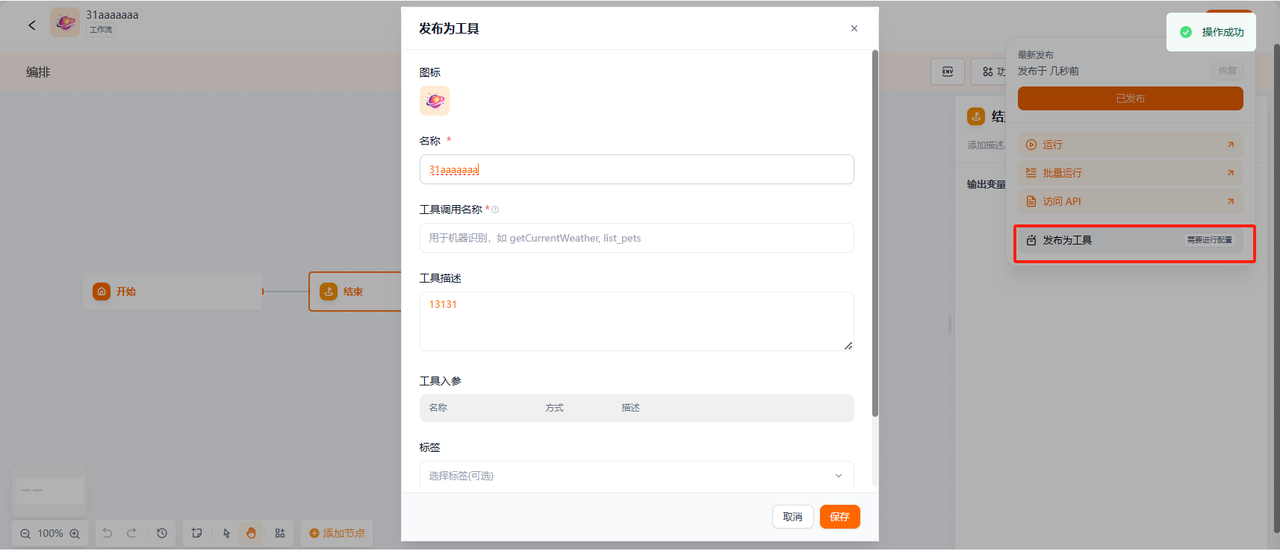 31aaaaaaa
工作流
编排
ENV
功
操作成功
最新发布
发布于 几秒前
恢复
已发布
运行
批量运行
访问 API
发布为工具
需要进行配置
结
添加描述
输出变量
开始
结束
100%
添加节点
发布为工具
图标
名称 *
31aaaaaaa
工具调用名称 *
用于机器识别，如 getCurrentWeather, list_pets
工具描述
13131
工具入参
名称 方式 描述
标签
选择标签(可选)
取消
保存